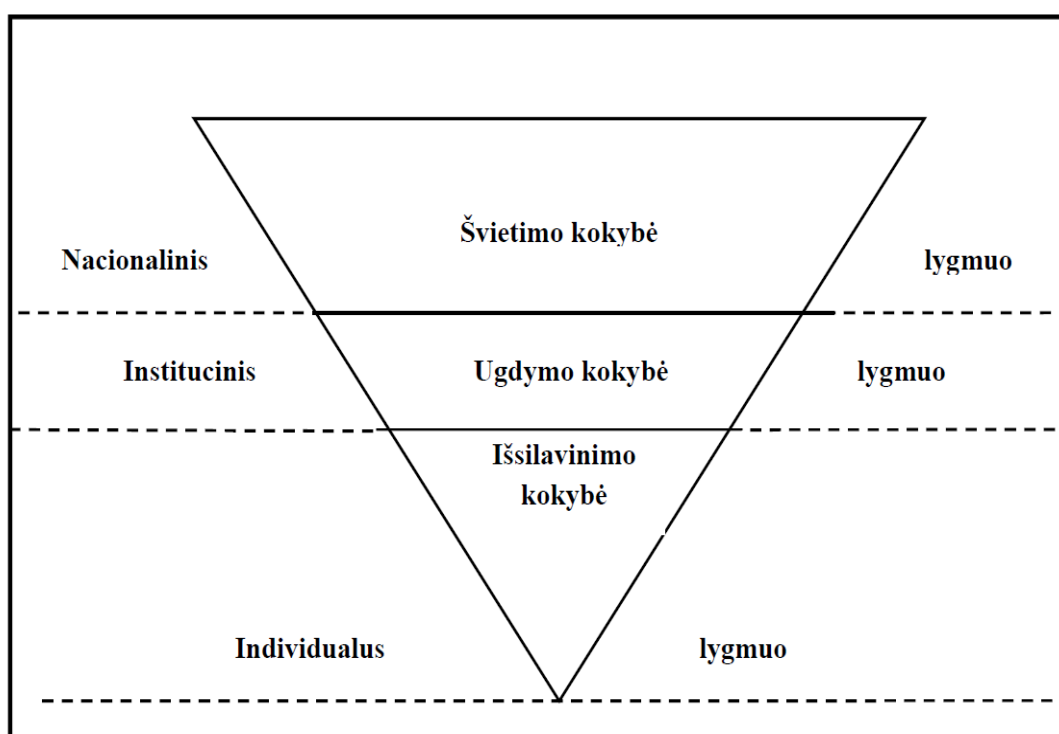 Švietimo kokybė
Nacionalinis lygmuo
Institucinis Ugdymo kokybė lygmuo
Išsilavinimo
kokybė
Individualus lygmuo